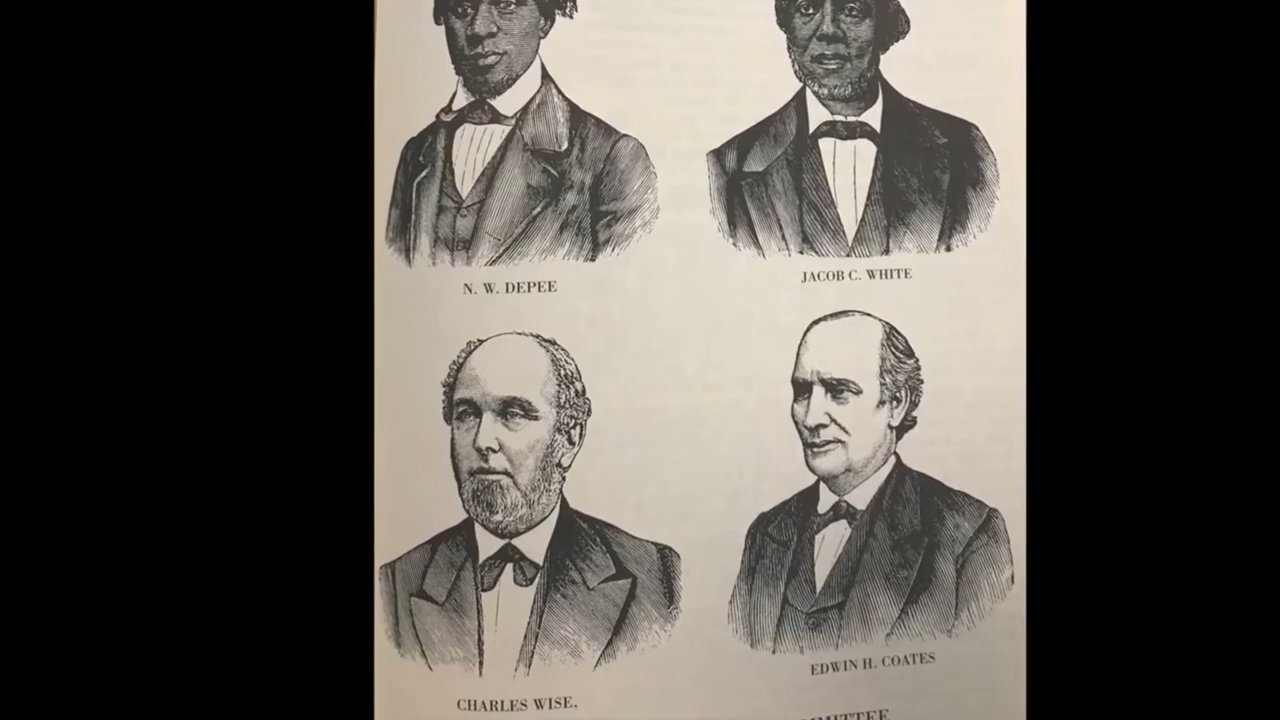 N. W. DEPEE
JACOB C. WHITE
EDWIN H. COATES
CHARLES WISE,